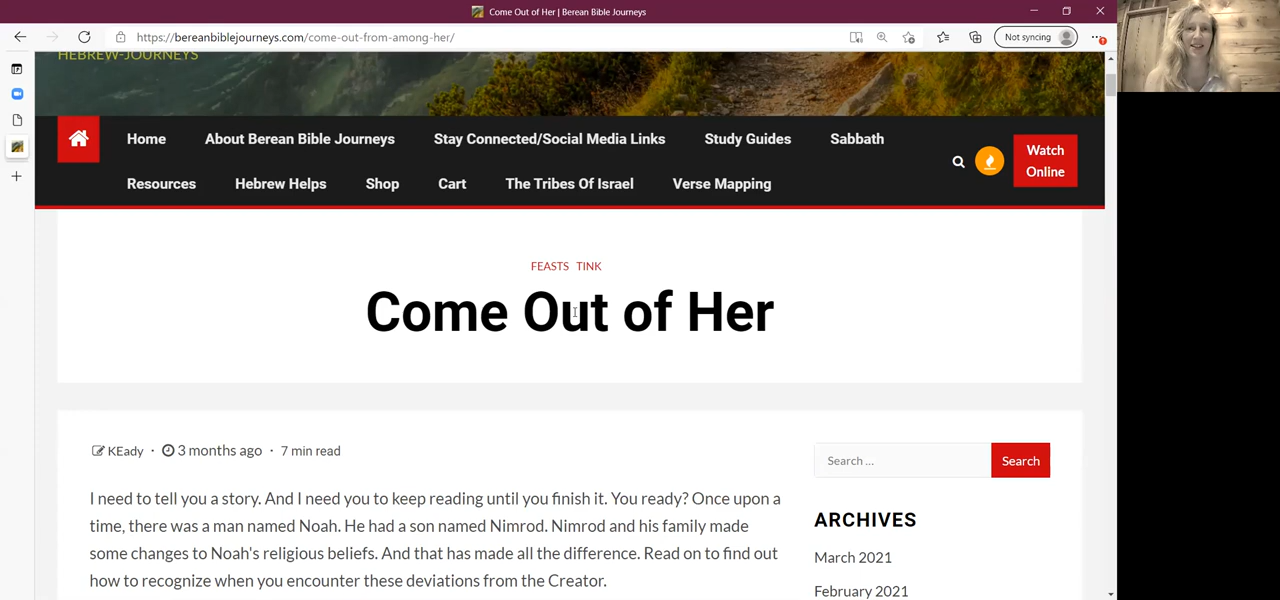 Come Out of Her | Berean Bible Journeys
https://bereanbiblejourneys.com/come-out-from-among-her/
Not syncing
HEBREW-JOURNEYS
Home About Berean Bible Journeys Stay Connected/Social Media Links Study Guides Sabbath
Resources Hebrew Helps Shop Cart The Tribes Of Israel Verse Mapping
Watch
Online
FEASTS TINK
Come Out of Her
KEady · 3 months ago · 7 min read
I need to tell you a story. And I need you to keep reading until you finish it. You ready? Once upon a
time, there was a man named Noah. He had a son named Nimrod. Nimrod and his family made
some changes to Noah's religious beliefs. And that has made all the difference. Read on to find out
how to recognize when you encounter these deviations from the Creator.
Search ...
Search
ARCHIVES
March 2021
February 2021